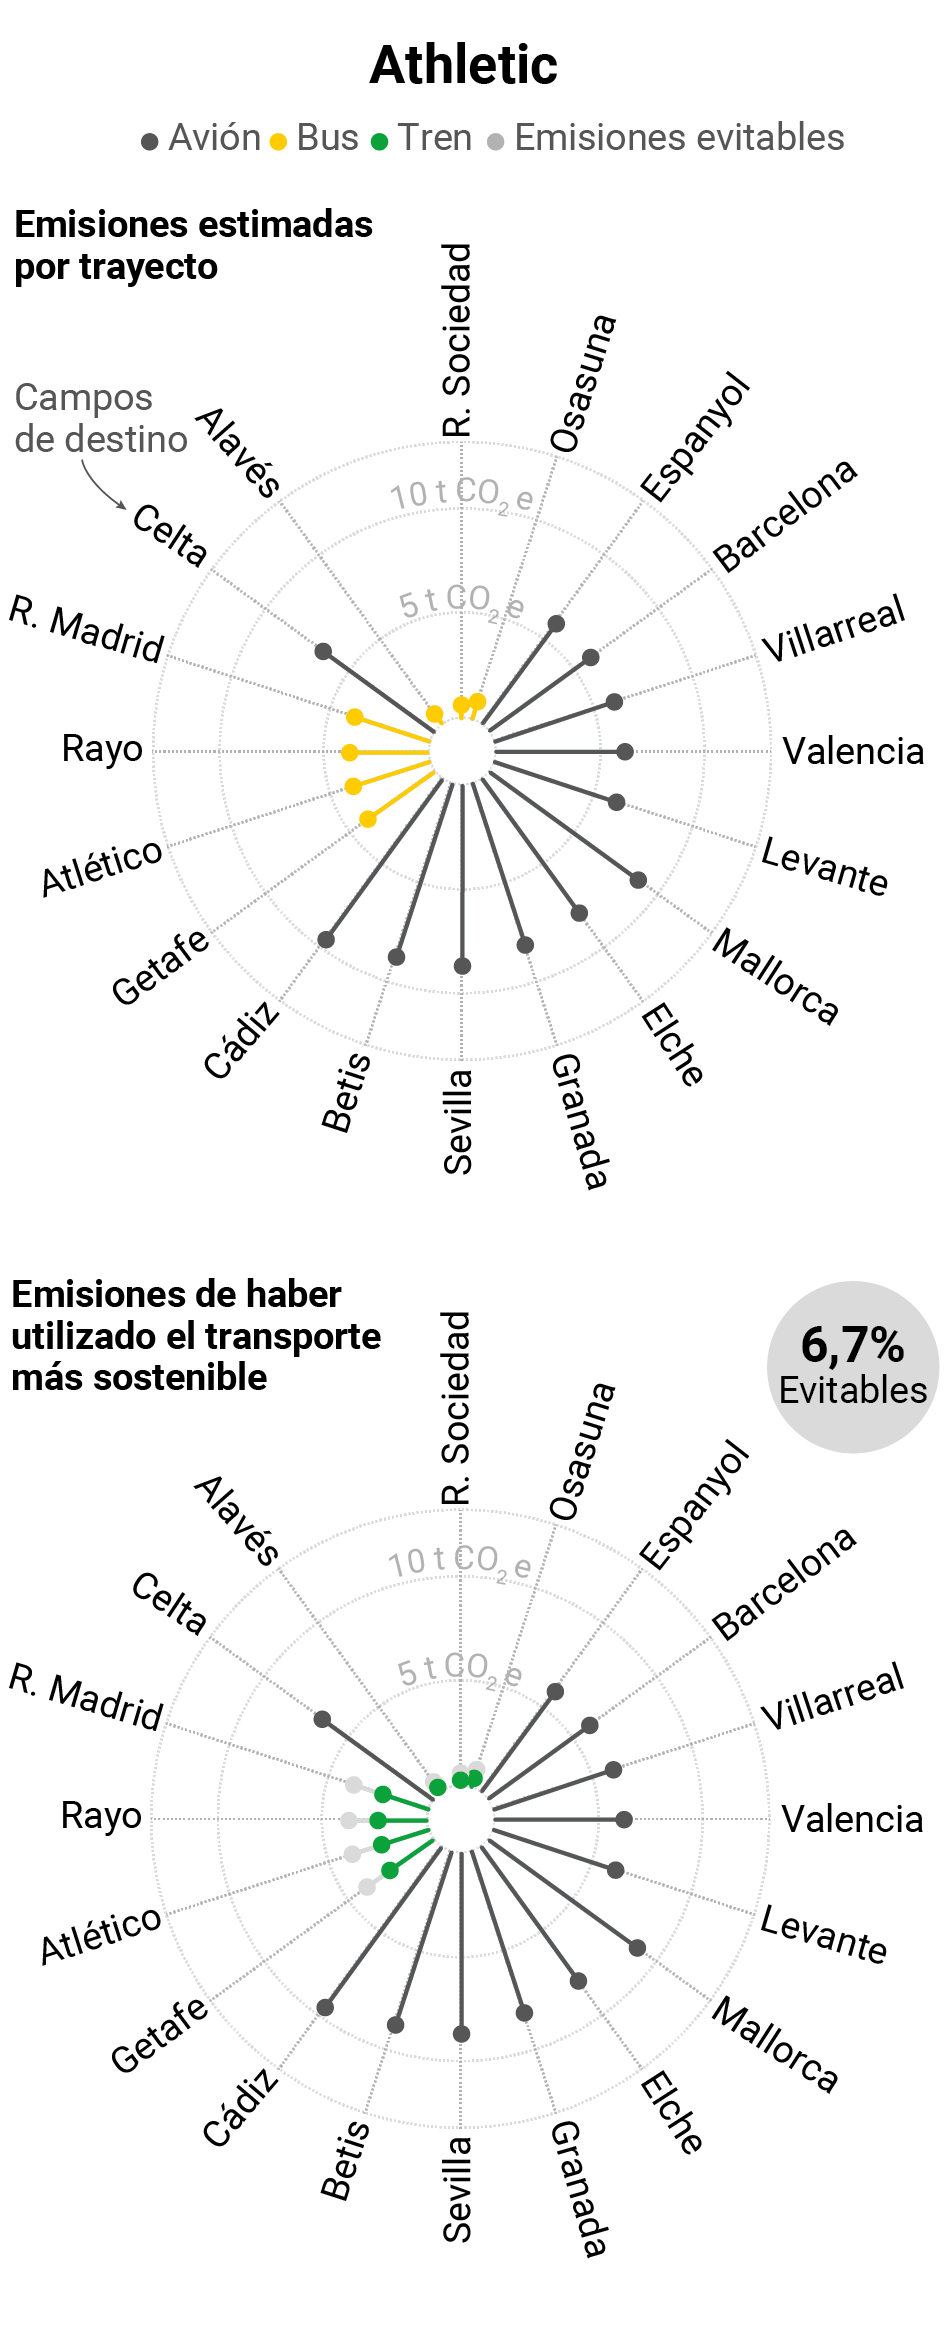 Athletic
Avión Bus Tren Emisiones evitables
Emisiones estimadas
por trayecto
Campos
de destino
R. Sociedad
Osasuna
Espanyol
Barcelona
Villarreal
Valencia
Levante
Mallorca
Elche
Granada
Sevilla
Betis
Cádiz
Getafe
Atlético
Rayo
R. Madrid
Celta
Alavés
10 t CO₂ e
5 t CO₂ e
Emisiones de haber
utilizado el transporte
más sostenible
6,7%
Evitables
R. Sociedad
Osasuna
Espanyol
Barcelona
Villarreal
Valencia
Levante
Mallorca
Elche
Granada
Sevilla
Betis
Cádiz
Getafe
Atlético
Rayo
R. Madrid
Celta
Alavés
10 t CO₂ e
5 t CO₂ e